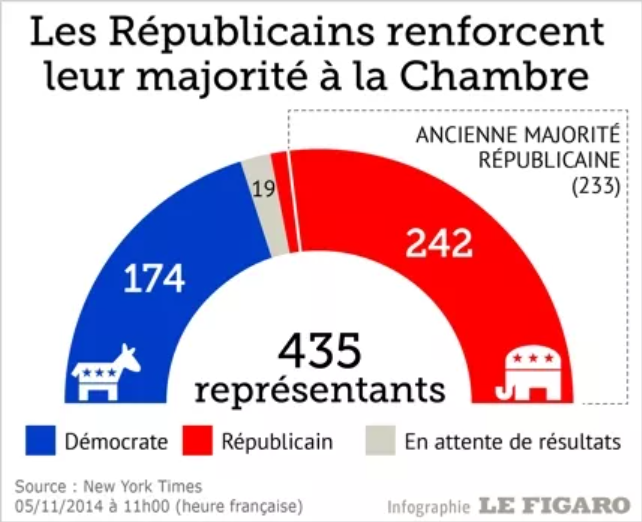 Les Républicains renforcent
leur majorité à la Chambre
ANCIENNE MAJORITÉ
RÉPUBLICAINE
(233)
19
242
174
435
représentants
Démocrate
Républicain
En attente de résultats
Source : New York Times
05/11/2014 à 11h00 (heure française)
Infographie LE FIGARO